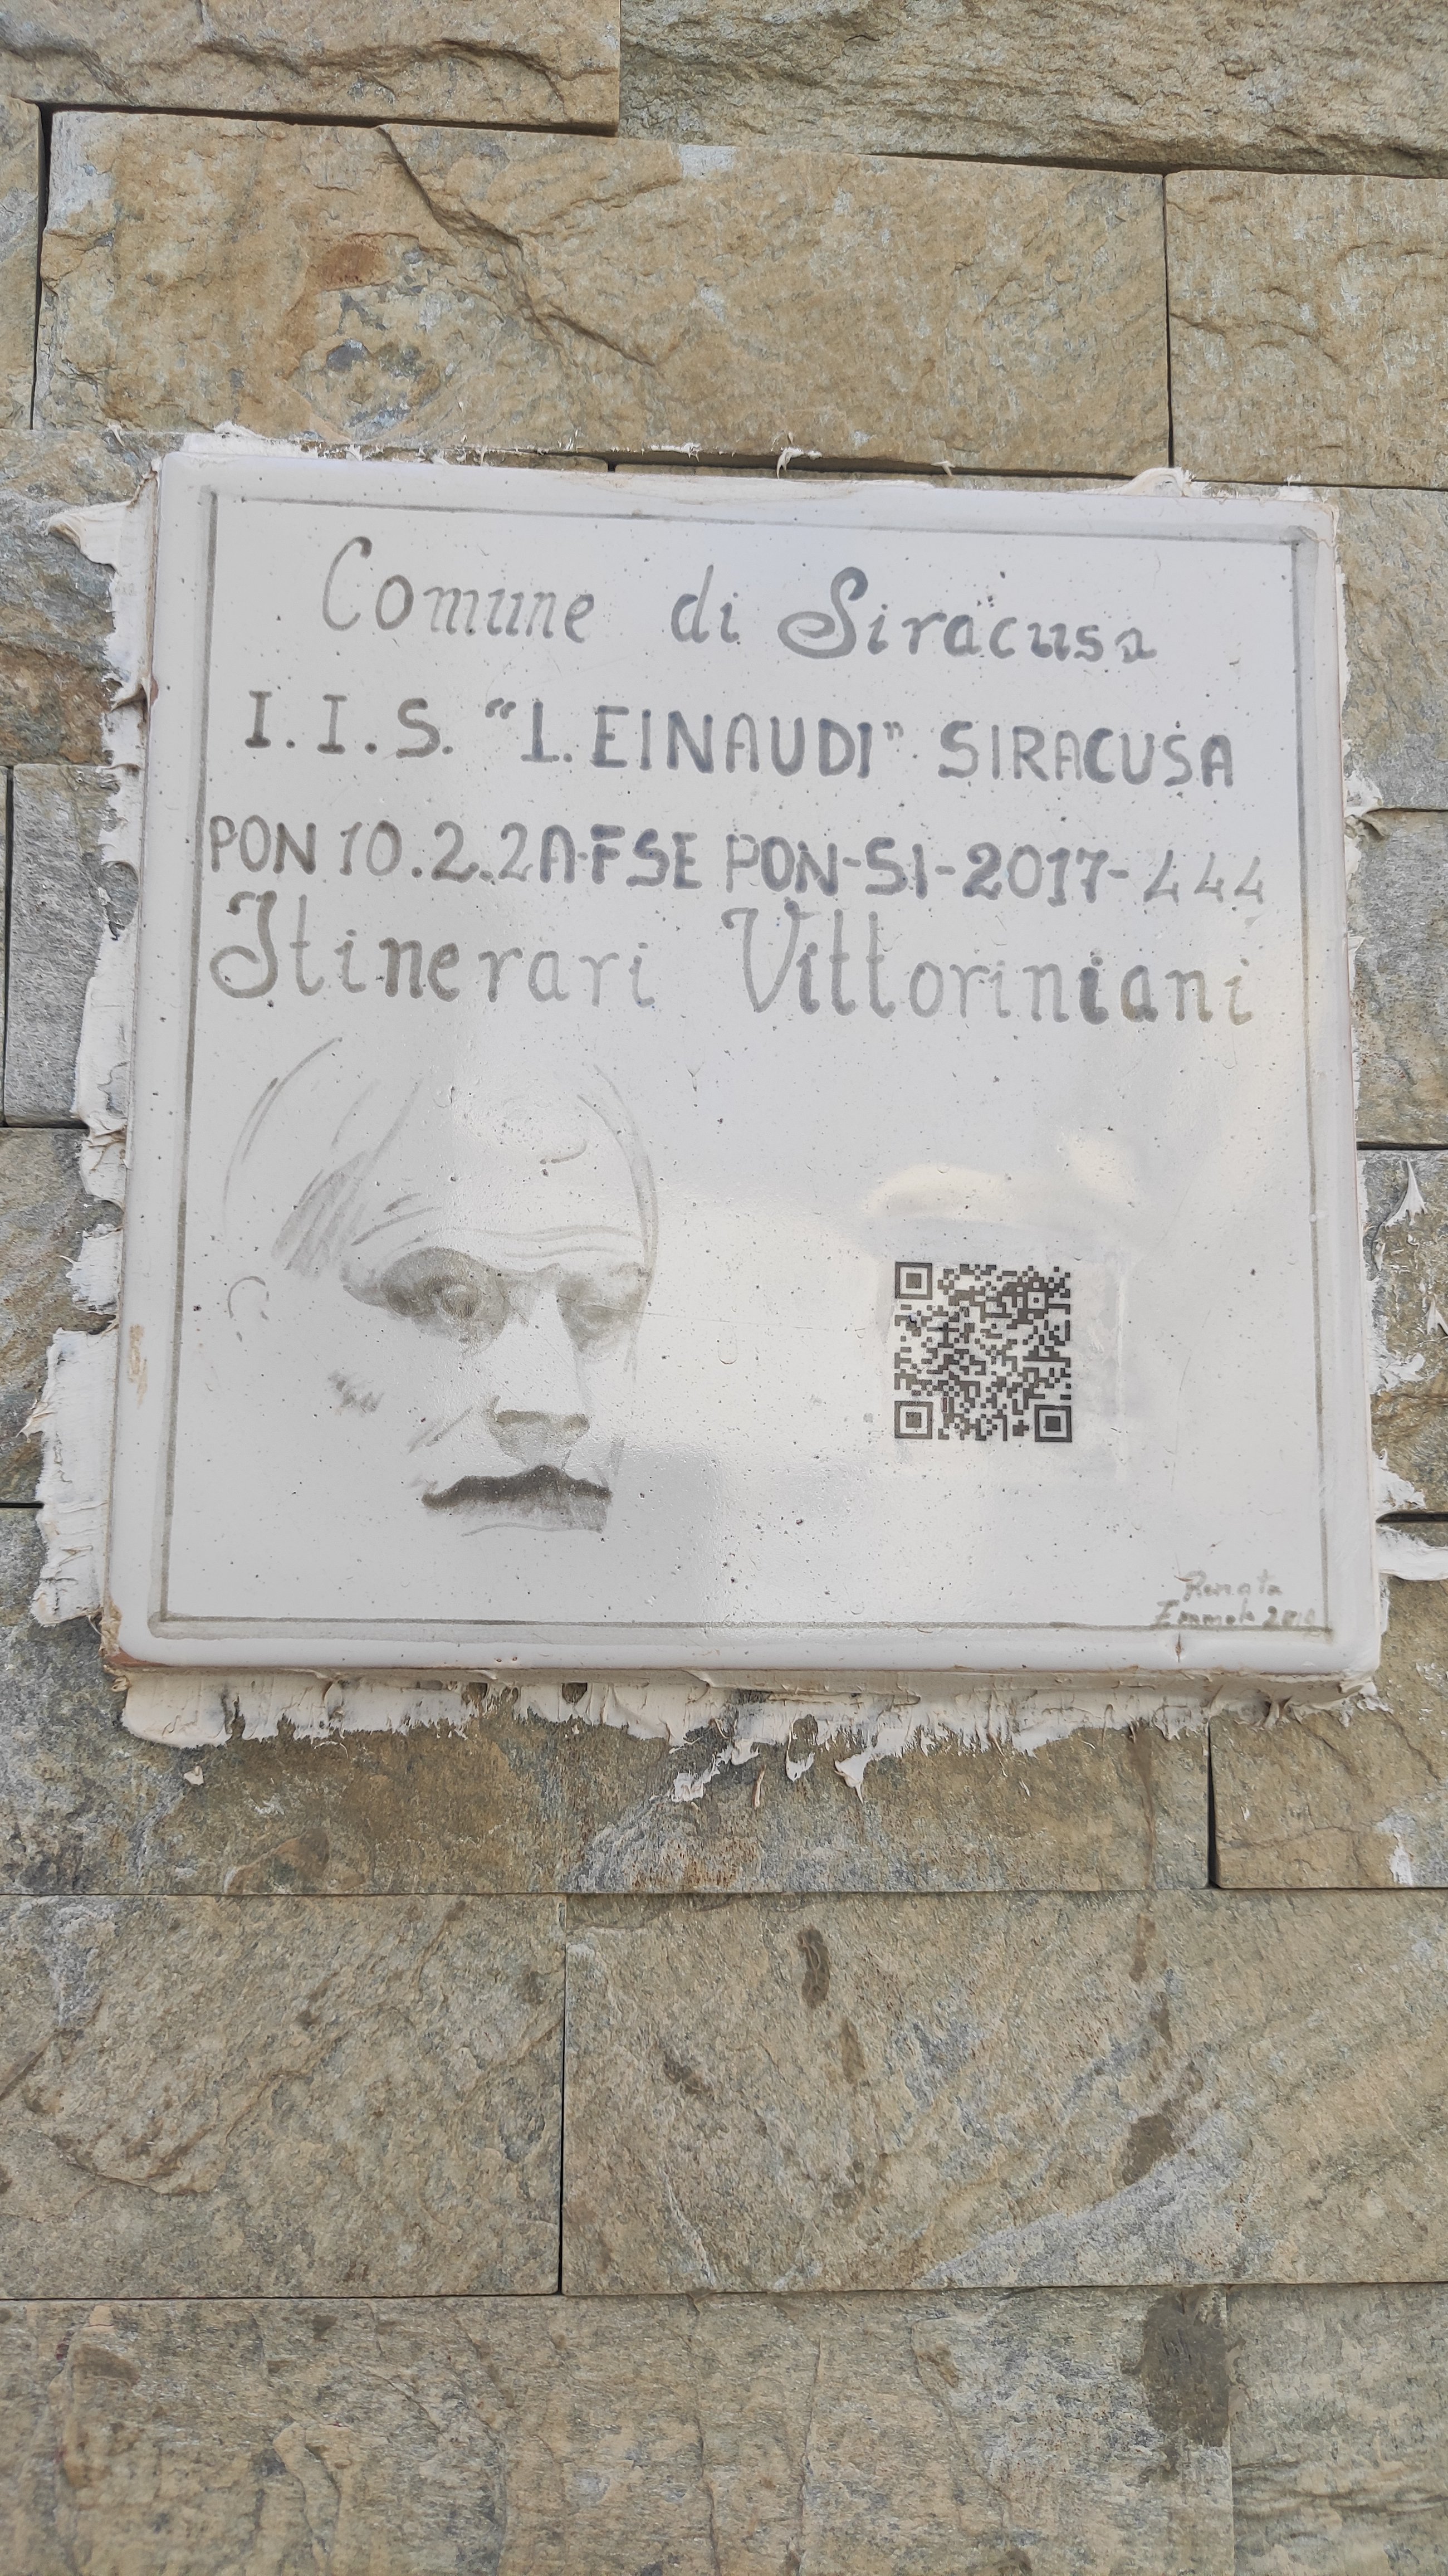 Comune di Siracusa
I.I.S. "L.EINAUDI" SIRACUSA
PON 10.2.2A-FSE PON-SI-2017-444
Itinerari Vittoriniani
Renata